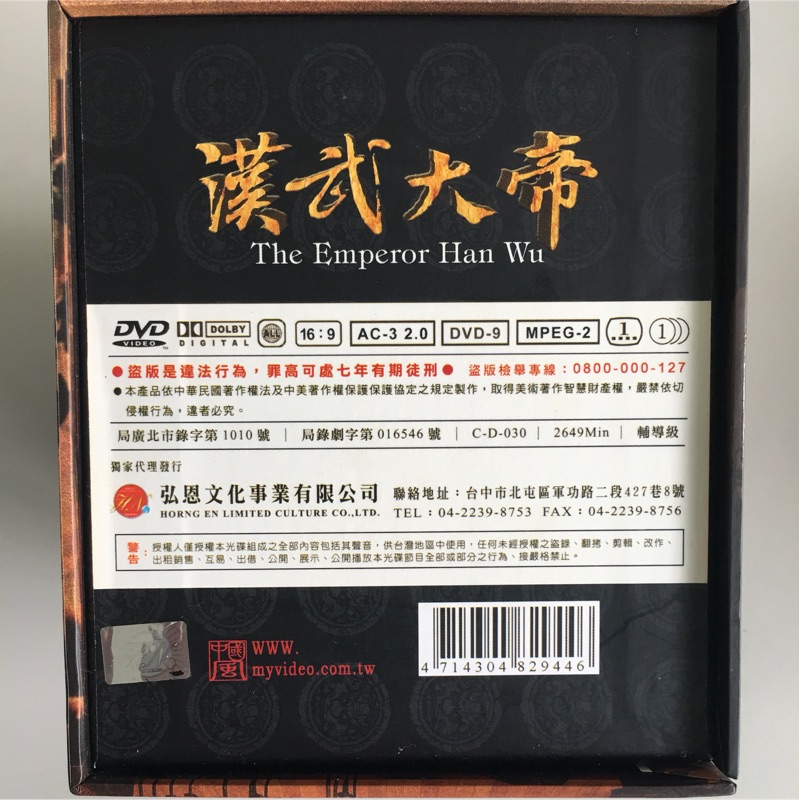 漢武大帝
The Emperor Han Wu
DVD VIDEO TM DOLBY DIGITAL ALL 16:9 AC-3 2.0 DVD-9 MPEG-2 1.... 1
●盜版是違法行為，罪高可處七年有期徒刑● 盜版檢舉專線：0800-000-127
●本產品依中華民國著作權法及中美著作權保護保護協定之規定製作，取得美術著作智慧財產權，嚴禁依切
侵權行為，違者必究。
局廣北市錄字第1010號 | 局錄劇字第016546號 | C-D-030 | 2649Min | 輔導級
獨家代理發行
弘恩文化事業有限公司 聯絡地址：台中市北屯區軍功路二段427巷8號
HORNG EN LIMITED CULTURE CO.,LTD. TEL：04-2239-8753 FAX：04-2239-8756
警告：授權人僅授權本光碟組成之全部內容包括其聲音，供台灣地區中使用，任何未經授權之盜錄、翻拷、剪輯、改作、
出租銷售、互易、出借、公開、展示、公開播放本光碟節目全部或部分之行為、接嚴格禁止。
中國風 WWW.
myvideo.com.tw
4 714304 829446